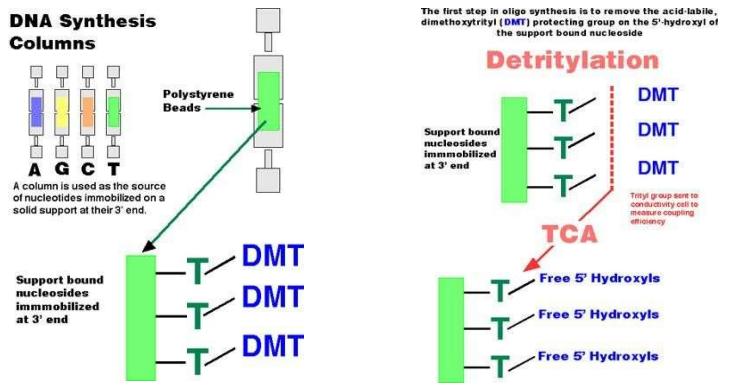 DNA Synthesis
Columns
A G C T
A column is used as the source
of nucleotides immobilized on a
solid support at their 3' end.
Polystyrene
Beads
Support bound
nucleosides
immmobilized
at 3' end
T DMT
T DMT
T DMT
The first step in oligo synthesis is to remove the acid-labile,
dimethoxytrityl (DMT) protecting group on the 5'-hydroxyl of
the support bound nucleoside
Detritylation
Support bound
nucleosides
immmobilized
at 3' end
T DMT
T DMT
T DMT
Trityl group sent to
conductivity cell to
measure coupling
efficiency
TCA
T Free 5' Hydroxyls
T Free 5' Hydroxyls
T Free 5' Hydroxyls